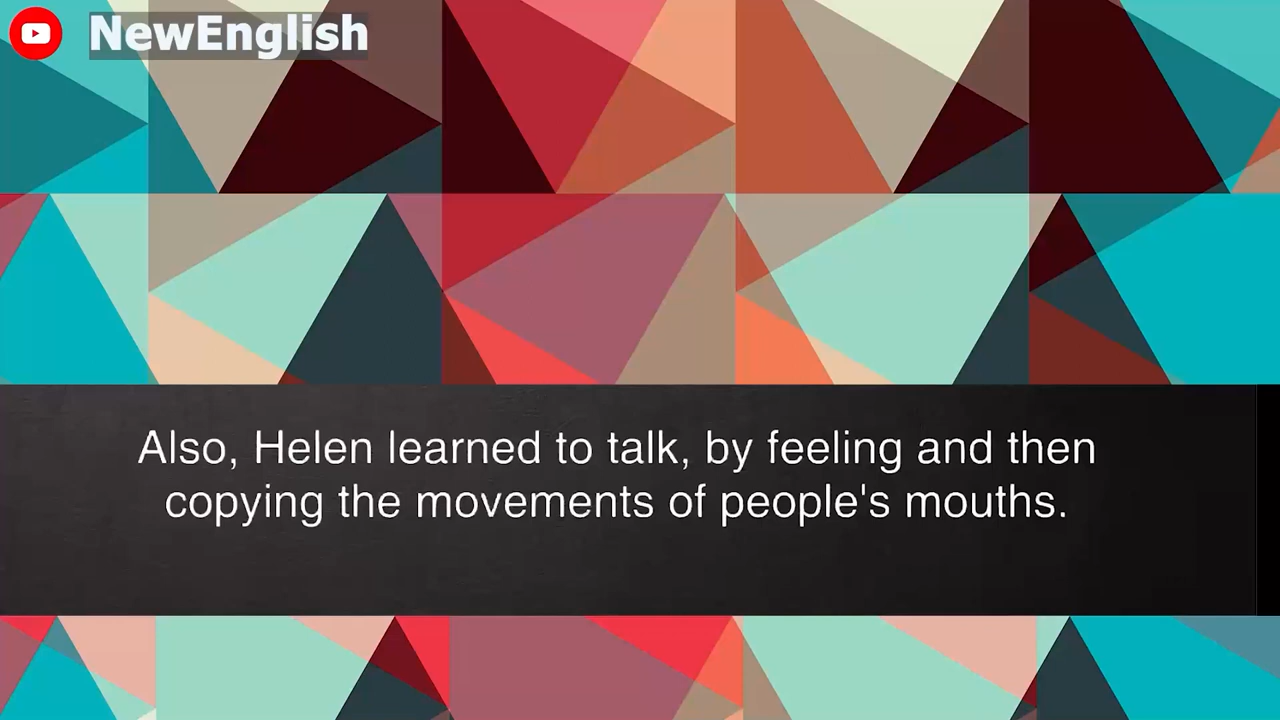 NewEnglish
Also, Helen learned to talk, by feeling and then
copying the movements of people's mouths.